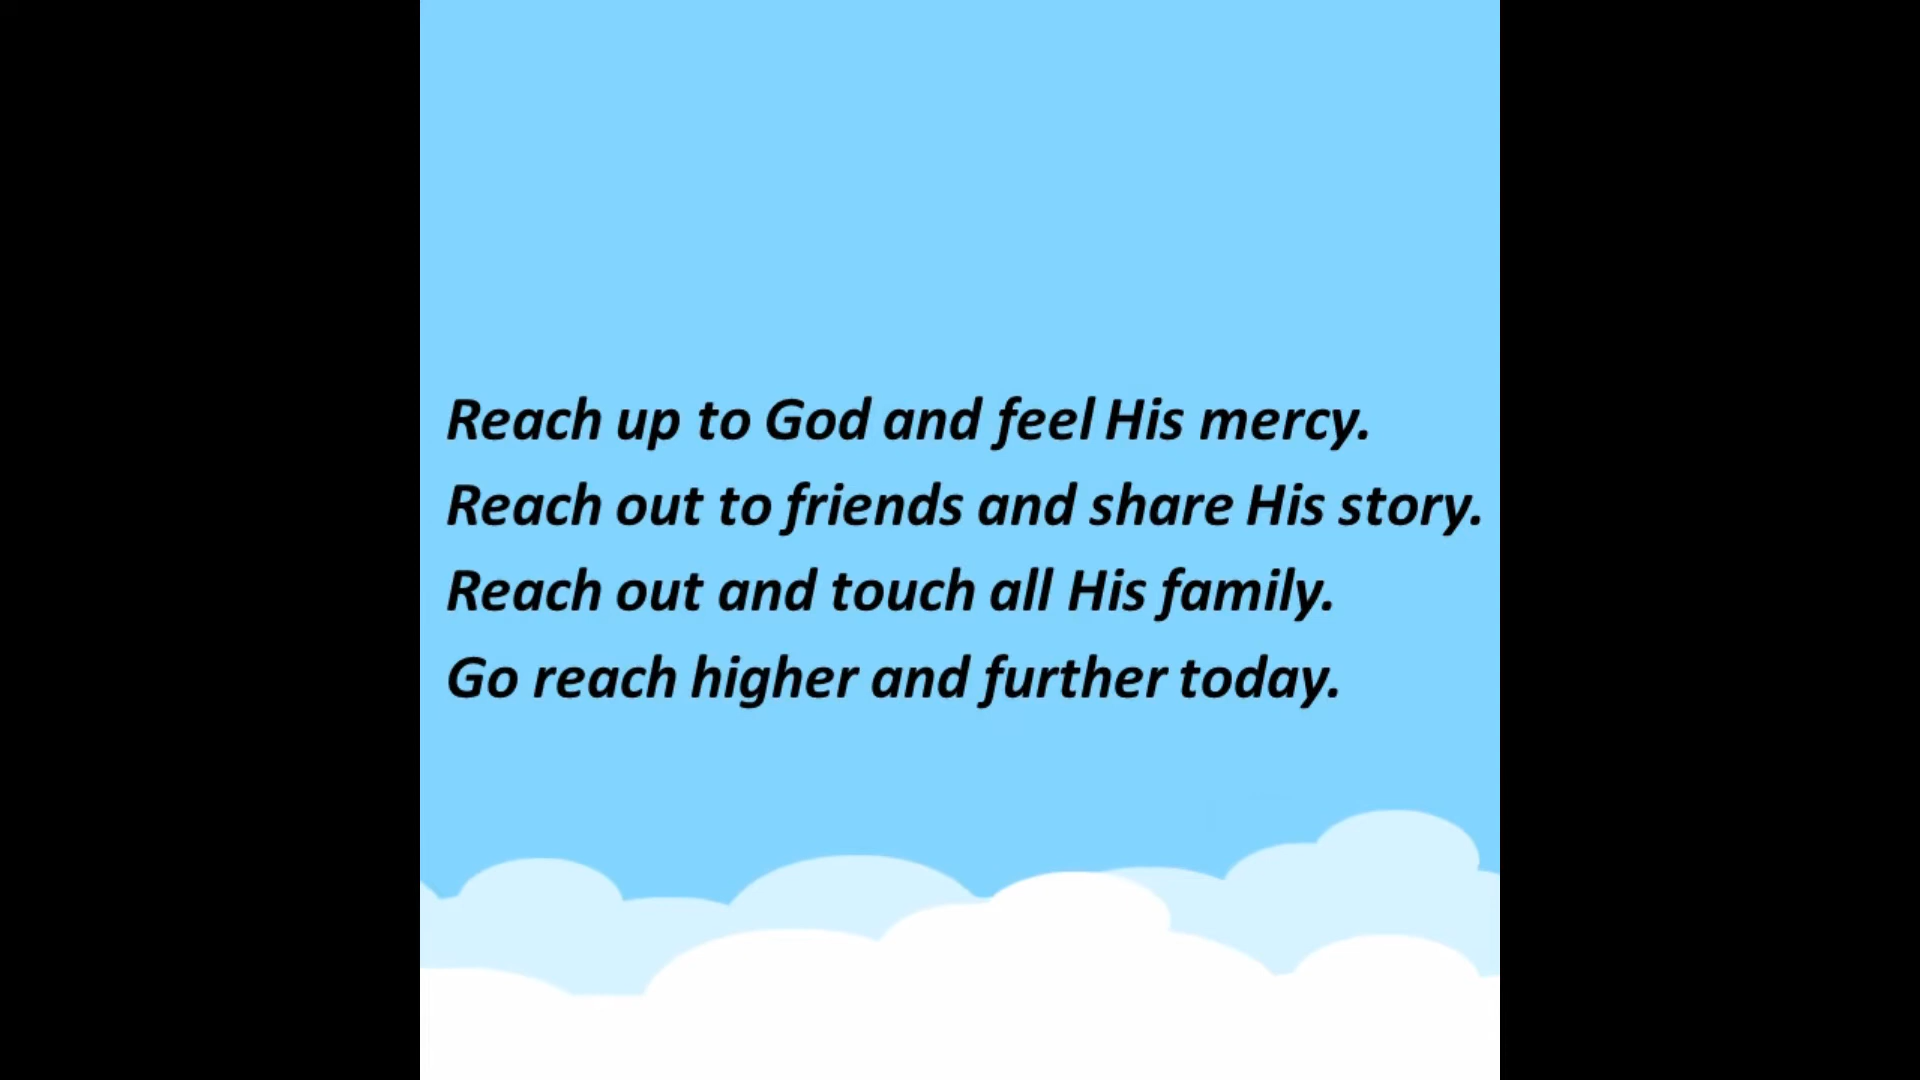 Reach up to God and feel His mercy.
Reach out to friends and share His story.
Reach out and touch all His family.
Go reach higher and further today.